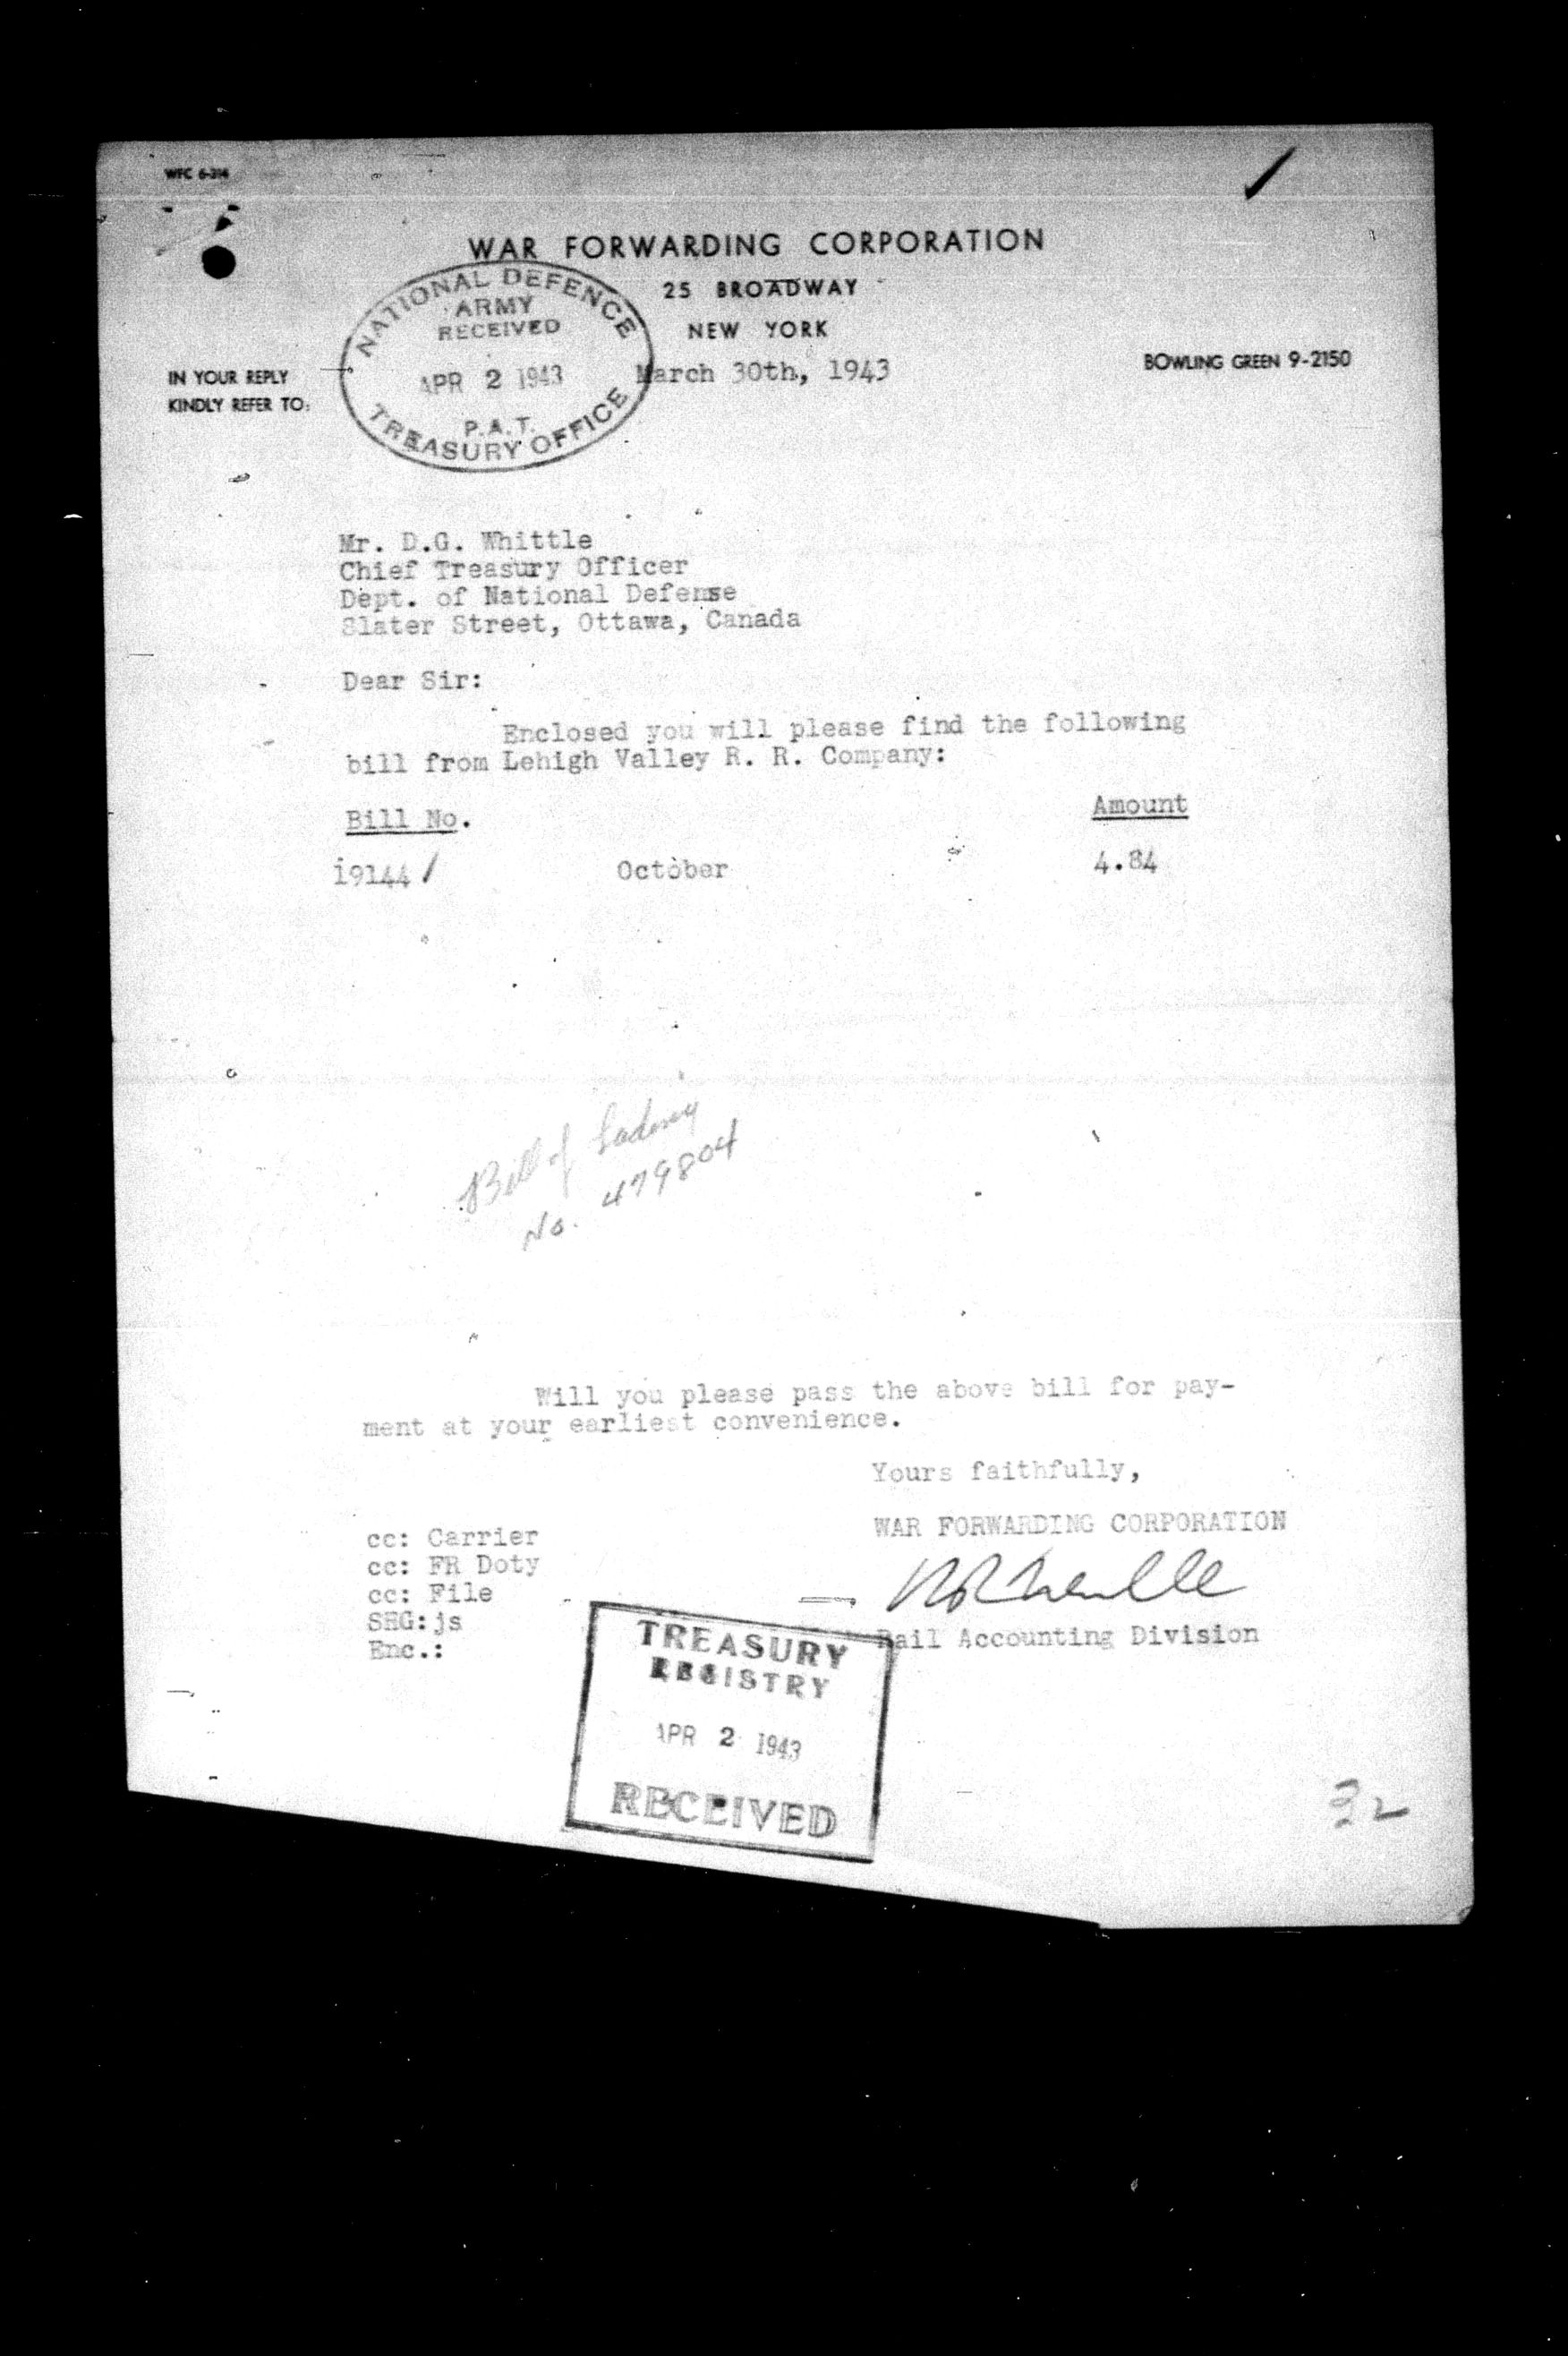 WFC 6-314
WAR FORWARDING CORPORATION
25 BROADWAY
NEW YORK
BOWLING GREEN 9-2150
IN YOUR REPLY
KINDLY REFER TO:
NATIONAL DEFENCE
ARMY
RECEIVED
APR 2 1943
P.A.T.
TREASURY OFFICE
March 30th, 1943
Mr. D.G. Whittle
Chief Treasury Officer
Dept. of National Defense
Slater Street, Ottawa, Canada
Dear Sir:
Enclosed you will please find the following
bill from Lehigh Valley R. R. Company:
Bill No.
Amount
19144 /
October
4.84
Bill of Lading
No. 479804
Will you please pass the above bill for pay-
ment at your earliest convenience.
Yours faithfully,
WAR FORWARDING CORPORATION
Rail Accounting Division
cc: Carrier
cc: FR Doty
cc: File
SHG:js
Enc.:
TREASURY
REGISTRY
APR 2 1943
RECEIVED
32